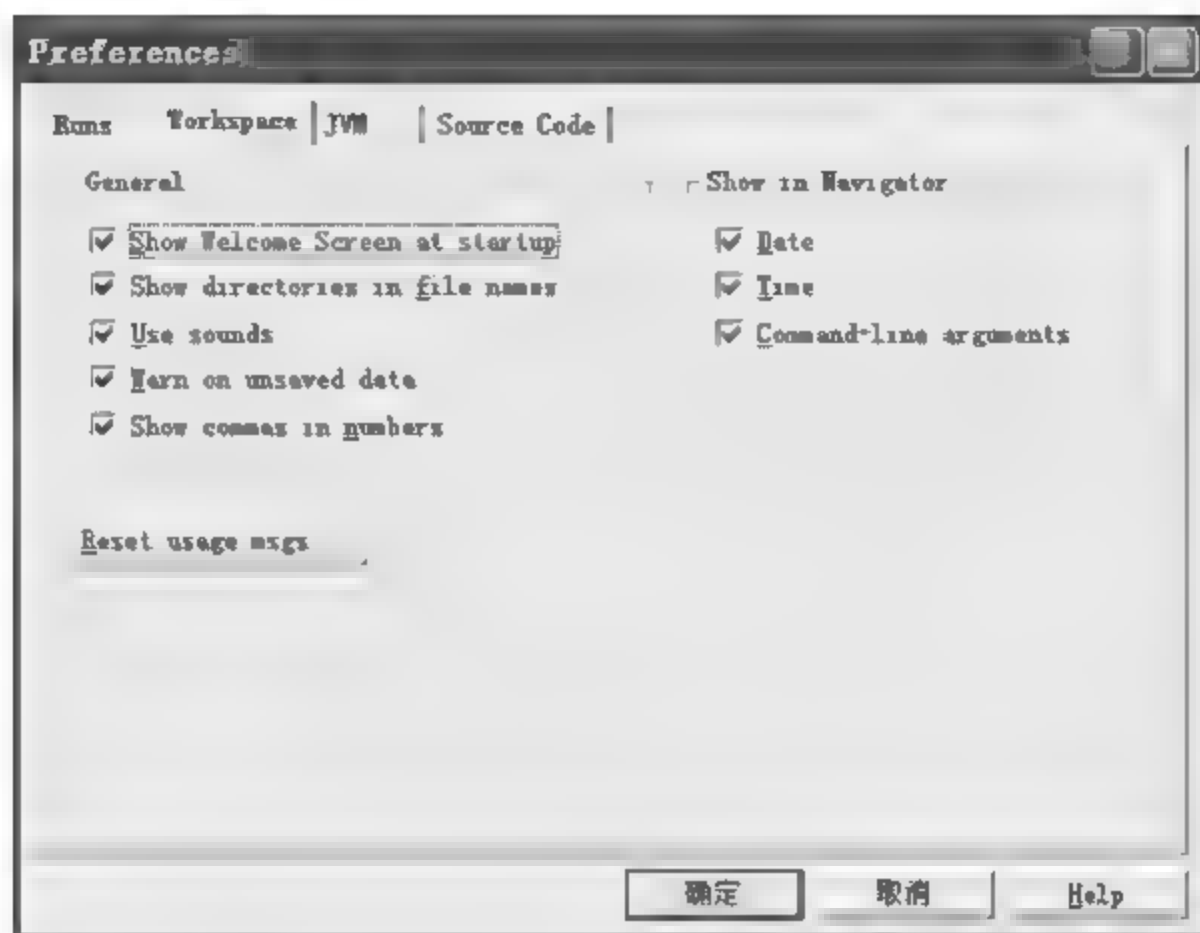 Preferences
Runs Workspace JVM Source Code
General
Show Welcome Screen at startup
Show directories in file names
Use sounds
Warn on unsaved data
Show commas in numbers
Reset usage msgs
Show in Navigator
Date
Time
Command-line arguments
确定 取消 Help